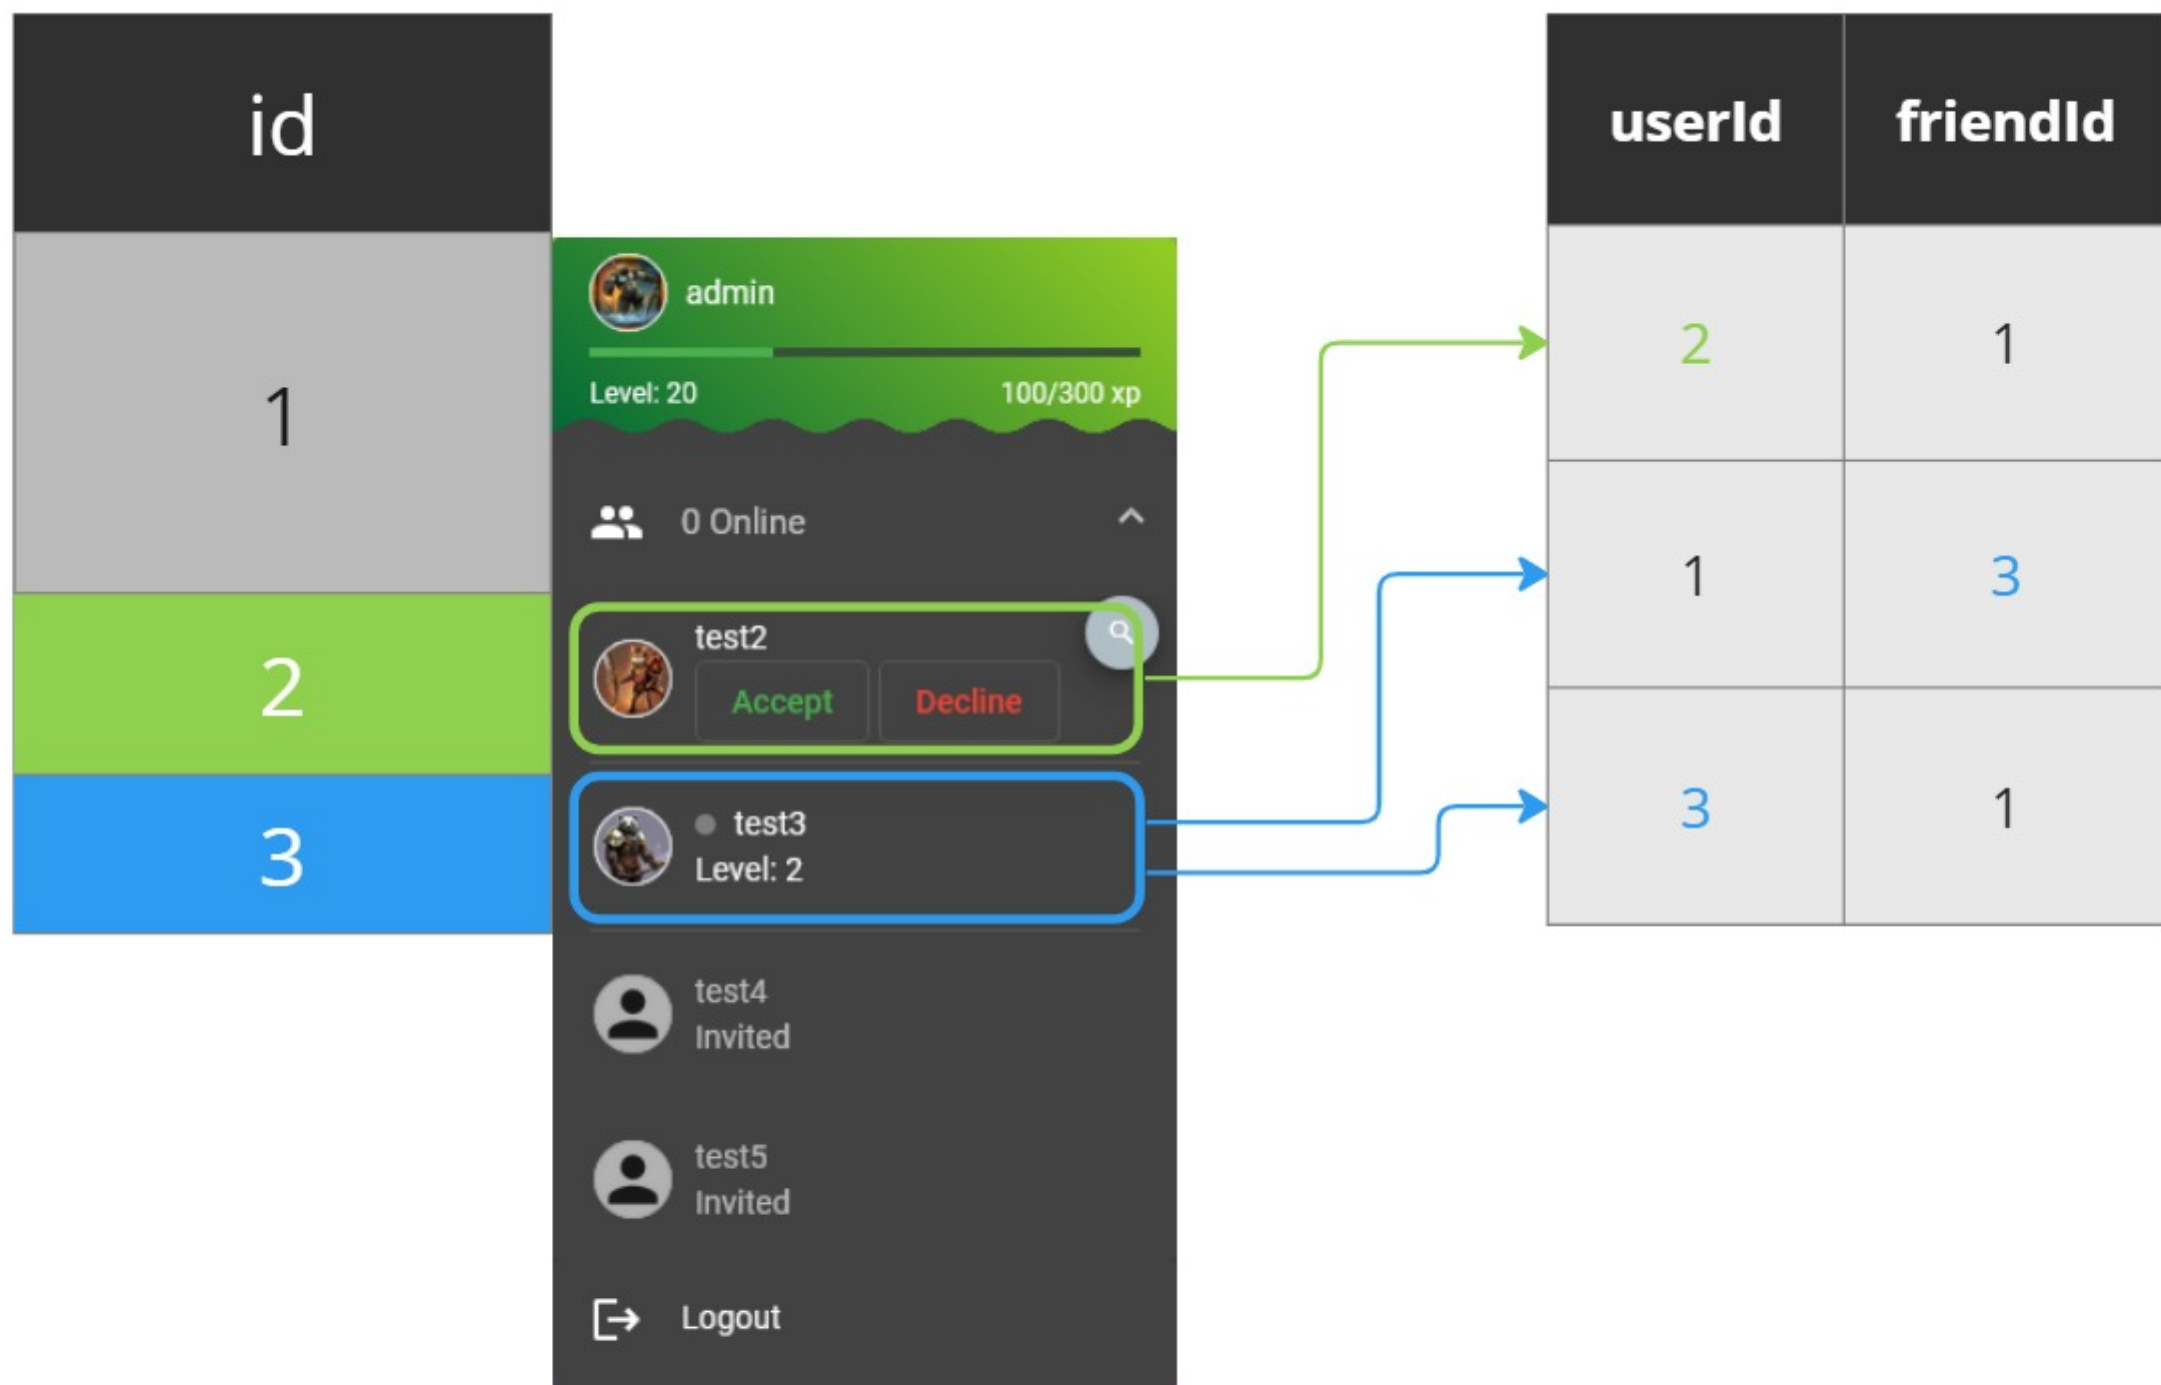 id
1
2
3
admin
Level: 20 100/300 xp
0 Online
test2
Accept Decline
test3
Level: 2
test4
Invited
test5
Invited
Logout
userId friendId
2 1
1 3
3 1